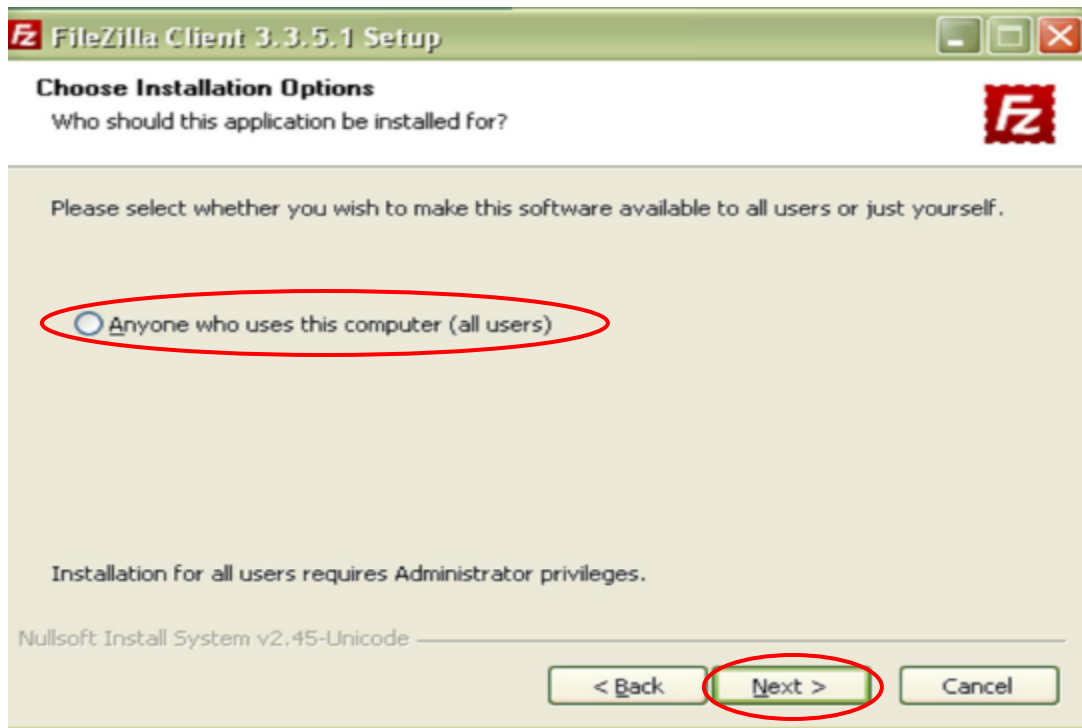 FileZilla Client 3.3.5.1 Setup
Choose Installation Options
Who should this application be installed for?
Fz
Please select whether you wish to make this software available to all users or just yourself.
Anyone who uses this computer (all users)
Installation for all users requires Administrator privileges.
Nullsoft Install System v2.45-Unicode
< Back Next > Cancel